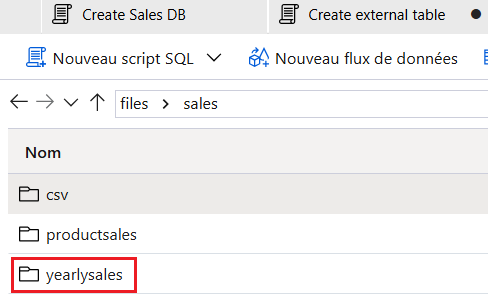 Create Sales DB
Create external table
Nouveau script SQL
Nouveau flux de données
files
sales
Nom
csv
productsales
yearlysales